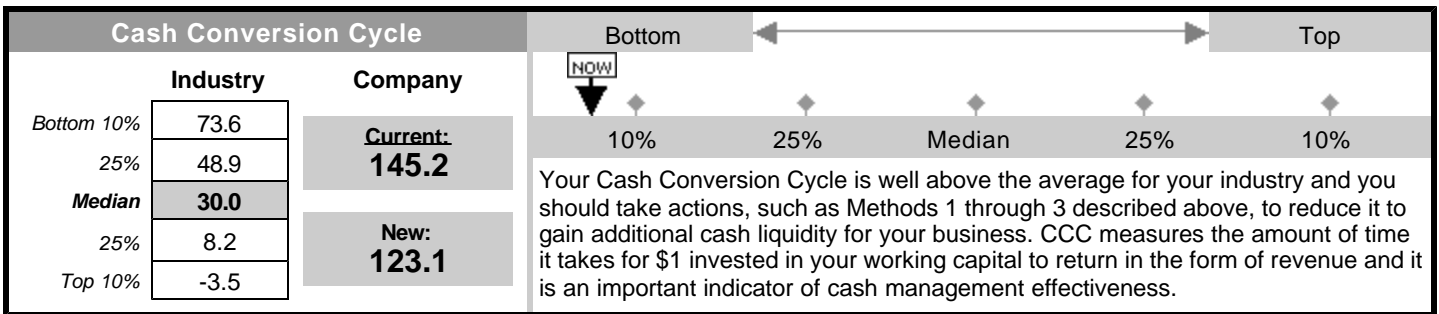 Cash Conversion Cycle
Industry Company
Bottom 10% 73.6
25% 48.9
Median 30.0
25% 8.2
Top 10% -3.5
Current:
145.2
New:
123.1
Bottom Top
NOW
10% 25% Median 25% 10%
Your Cash Conversion Cycle is well above the average for your industry and you
should take actions, such as Methods 1 through 3 described above, to reduce it to
gain additional cash liquidity for your business. CCC measures the amount of time
it takes for $1 invested in your working capital to return in the form of revenue and it
is an important indicator of cash management effectiveness.